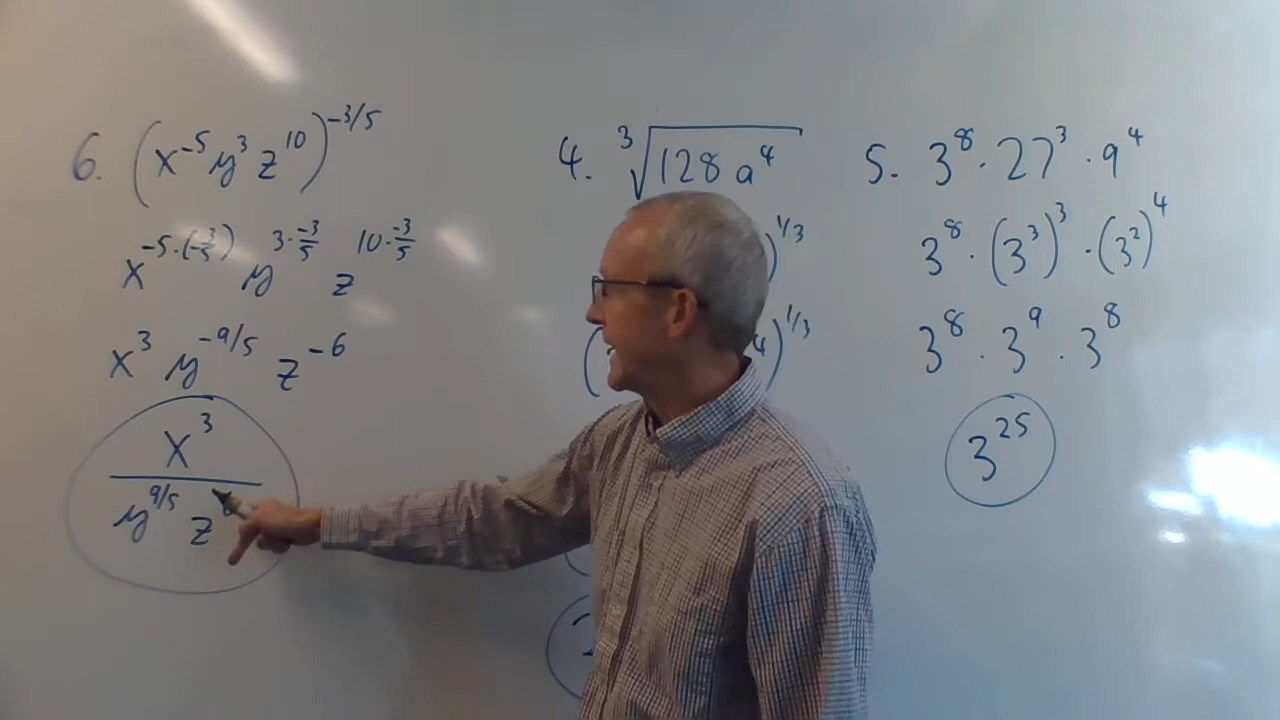 6. (x^{-5} y^3 z^{10})^{-3/5}
x^{-5·(-3/5)} y^{3·-3/5} z^{10·-3/5}
x^3 y^{-9/5} z^{-6}
x^3
y^{9/5} z
4. ∛(128 a^4)
)^{1/3}
( 4)^{1/3}
5. 3^8 · 27^3 · 9^4
3^8 · (3^3)^3 · (3^2)^4
3^8 · 3^9 · 3^8
3^{25}